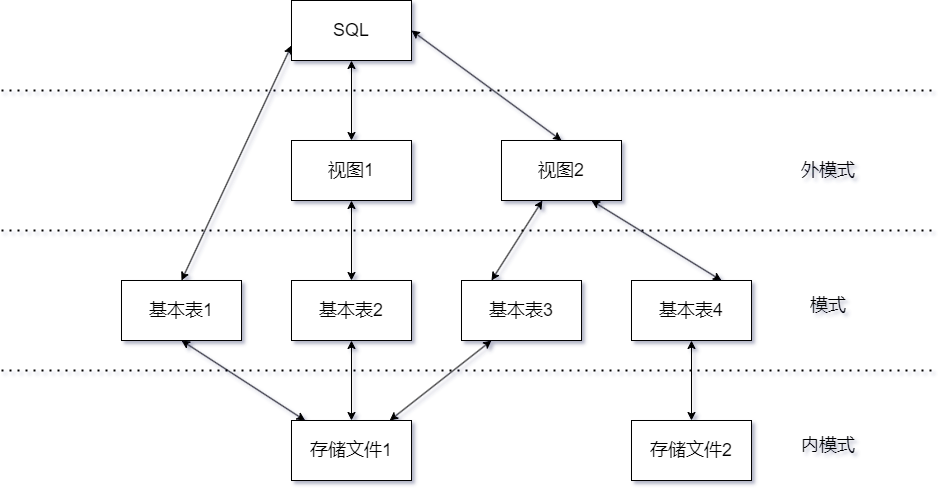 SQL
视图1
视图2
外模式
基本表1
基本表2
基本表3
基本表4
模式
存储文件1
存储文件2
内模式